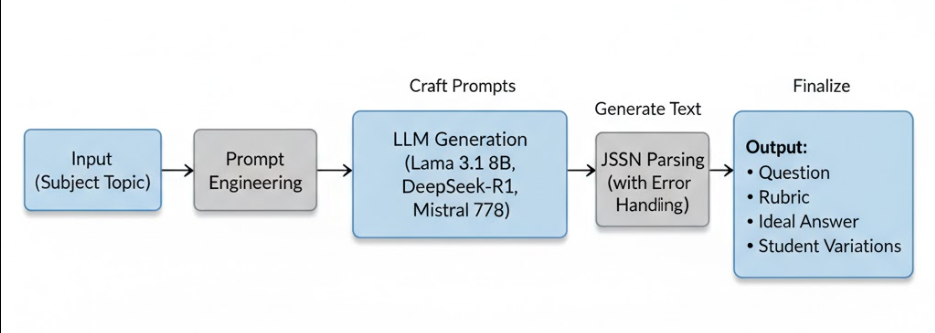 Craft Prompts
Generate Text
Finalize
Input
(Subject Topic)
Prompt
Engineering
LLM Generation
(Lama 3.1 8B,
DeepSeek-R1,
Mistral 778)
JSSN Parsing
(with Error
Handling)
Output:
• Question
• Rubric
• Ideal Answer
• Student Variations